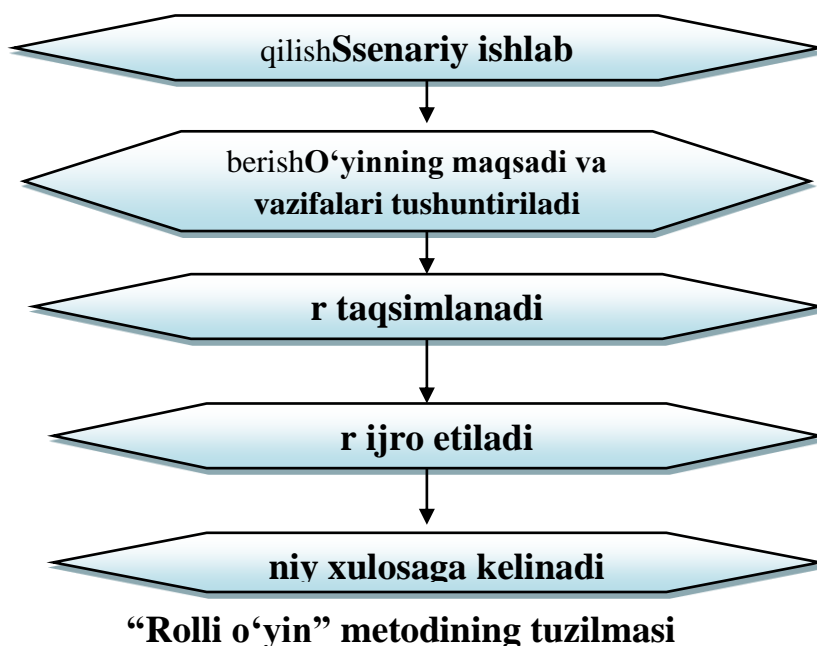 qilishSsenariy ishlab
berishO‘yinning maqsadi va
vazifalari tushuntiriladi
r taqsimlanadi
r ijro etiladi
niy xulosaga kelinadi
“Rolli o‘yin” metodining tuzilmasi